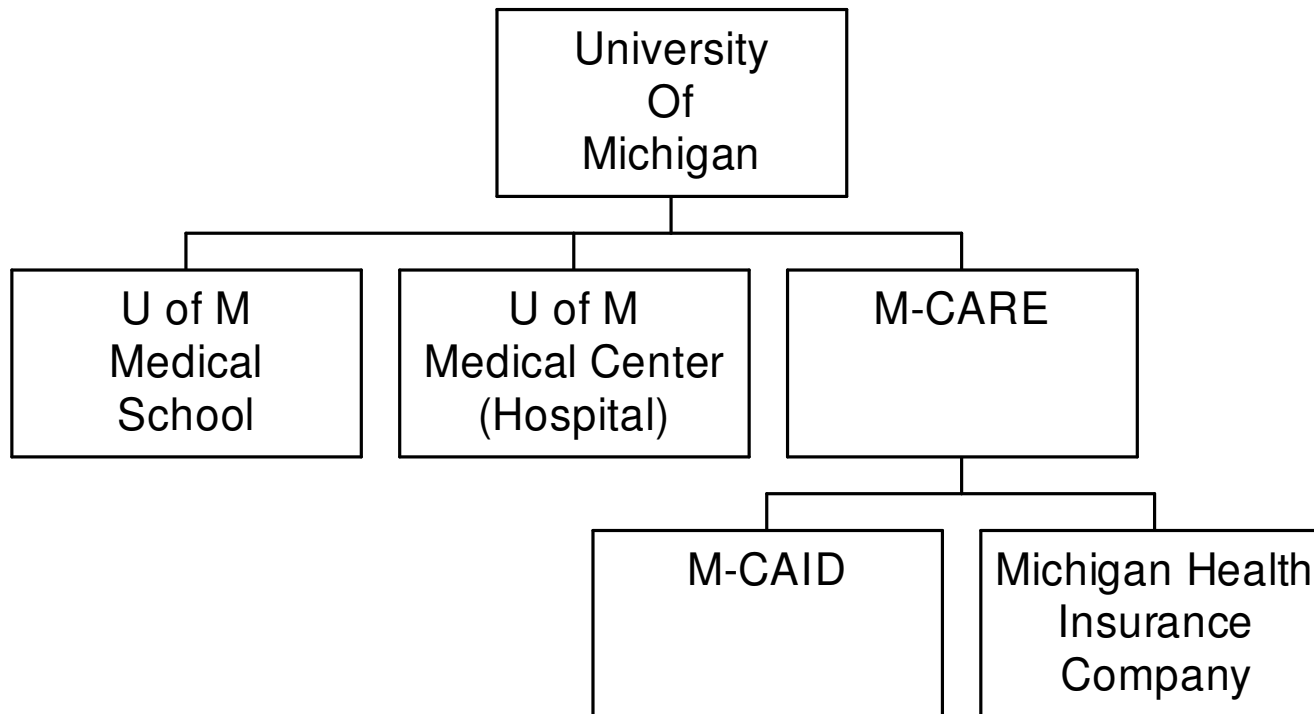 University
Of
Michigan
U of M
Medical
School
U of M
Medical Center
(Hospital)
M-CARE
M-CAID
Michigan Health
Insurance
Company